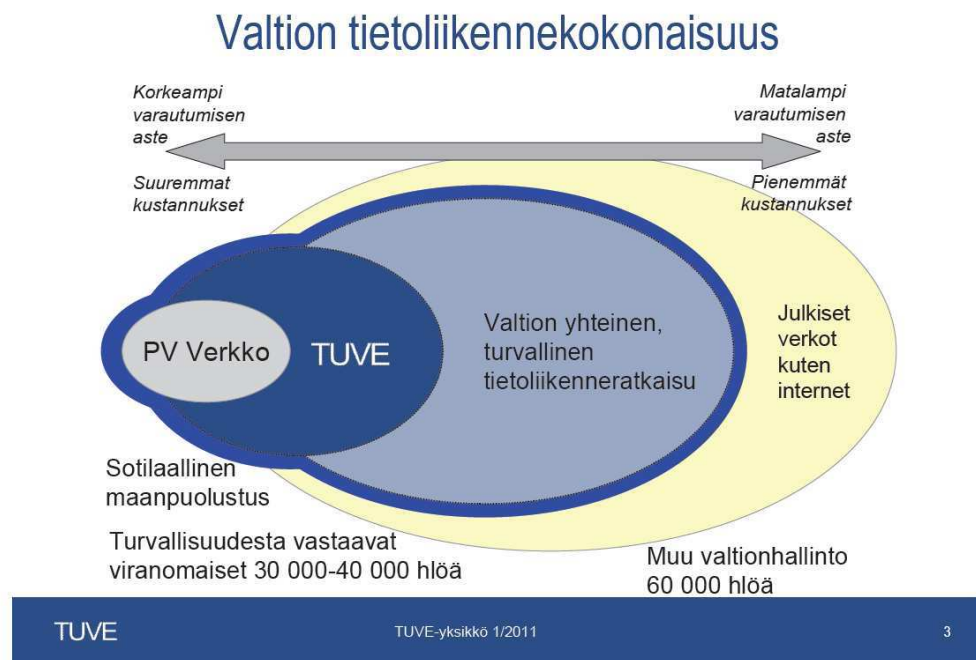 Valtion tietoliikennekokonaisuus
Korkeampi
varautumisen
aste
Matalampi
varautumisen
aste
Suuremmat
kustannukset
Pienemmät
kustannukset
PV Verkko
TUVE
Valtion yhteinen,
turvallinen
tietoliikenneratkaisu
Julkiset
verkot
kuten
internet
Sotilaallinen
maanpuolustus
Turvallisuudesta vastaavat
viranomaiset 30 000-40 000 hlöä
Muu valtionhallinto
60 000 hlöä
TUVE
TUVE-yksikkö 1/2011
3